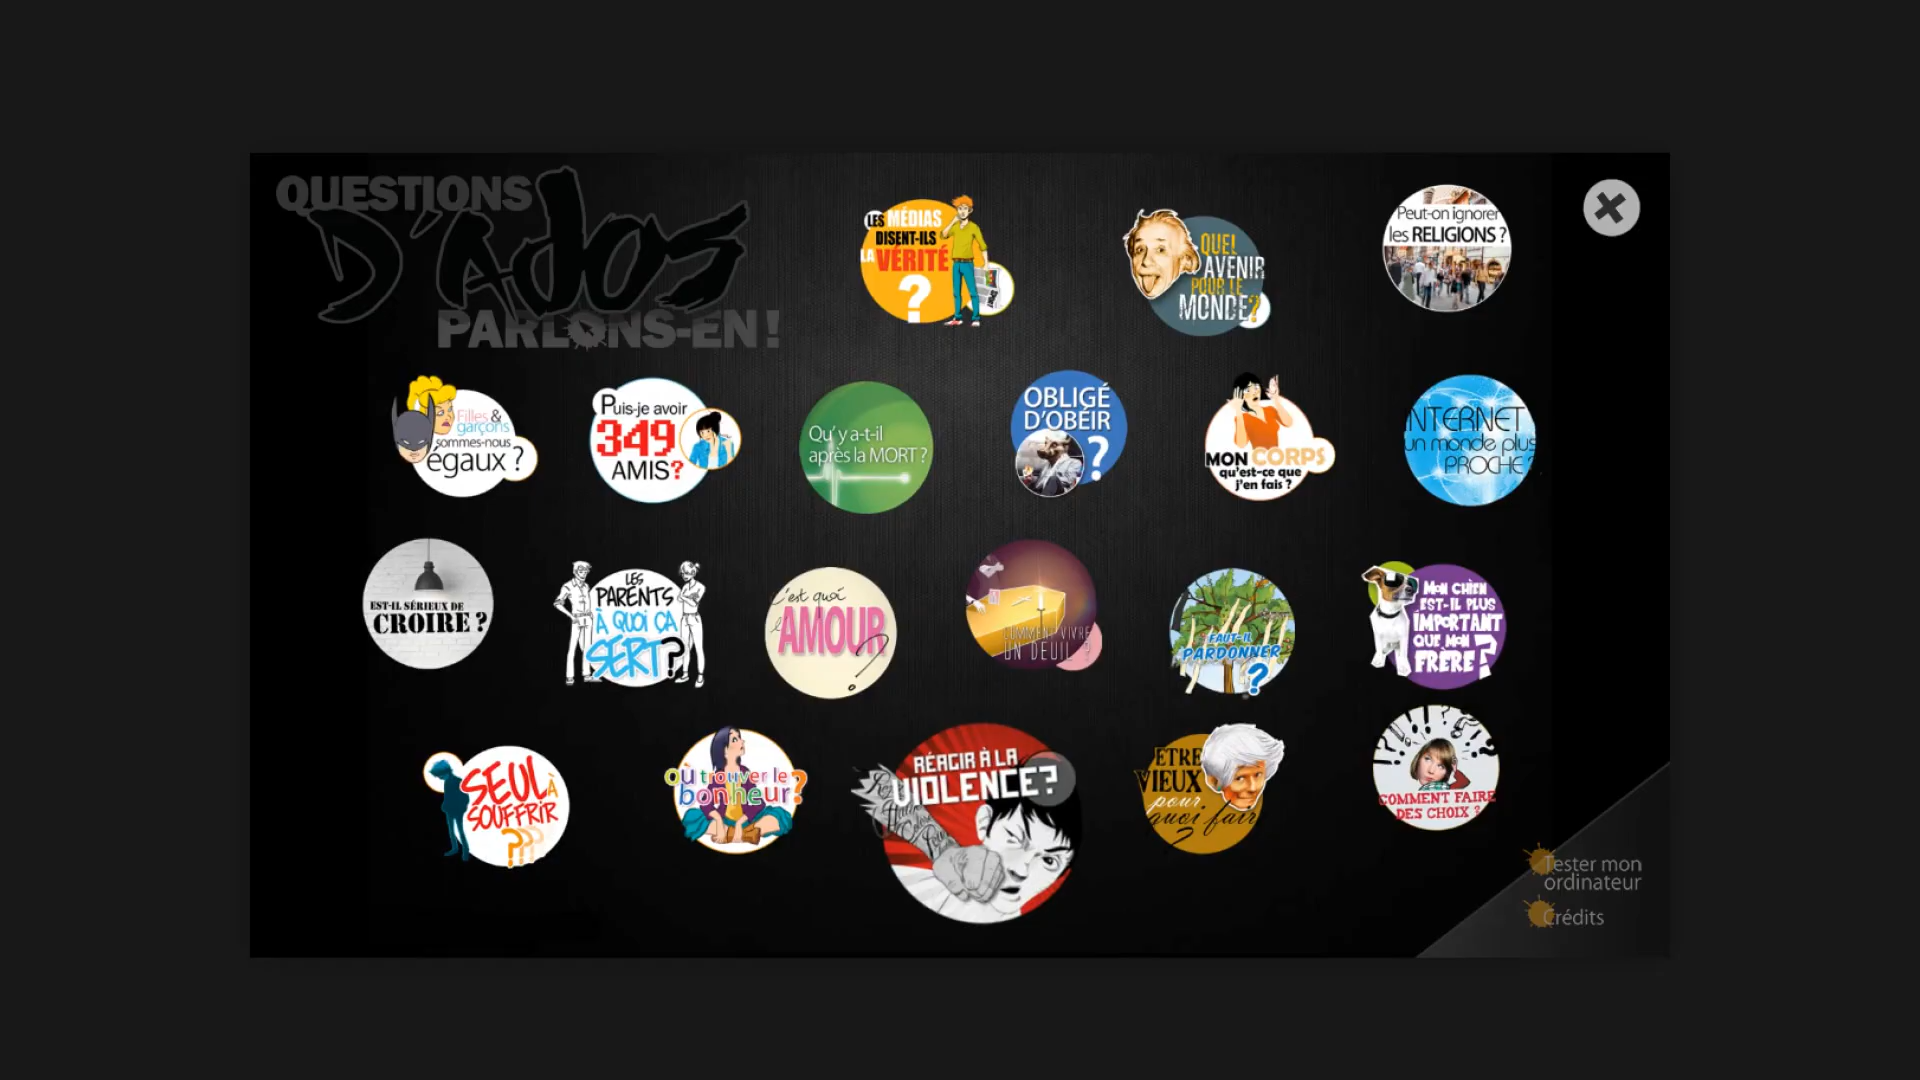 QUESTIONS
D'Ados
PARLONS-EN !
LES MÉDIAS
DISENT-ILS
LA VÉRITÉ
?
QUEL
AVENIR
POUR LE
MONDE?
Peut-on ignorer
les RELIGIONS ?
Filles &
garçons
sommes-nous
égaux ?
Puis-je avoir
349
AMIS?
Qu'y a-t-il
après la MORT ?
OBLIGÉ
D'OBÉIR
?
MON CORPS
qu'est-ce que
j'en fais ?
INTERNET
un monde plus
PROCHE ?
EST-IL SÉRIEUX DE
CROIRE ?
LES
PARENTS
À QUOI ÇA
SERT?
C'est quoi
l'AMOUR
?
COMMENT VIVRE
UN DEUIL ?
FAUT-IL
PARDONNER
?
MON CHIEN
EST-IL PLUS
IMPORTANT
QUE MON
FRÈRE ?
SEUL À
SOUFFRIR
???
Où trouver le
bonheur ?
RÉAGIR À LA
VIOLENCE?
ETRE
VIEUX
pour
quoi faire
?
COMMENT FAIRE
DES CHOIX ?
Tester mon
ordinateur
Crédits